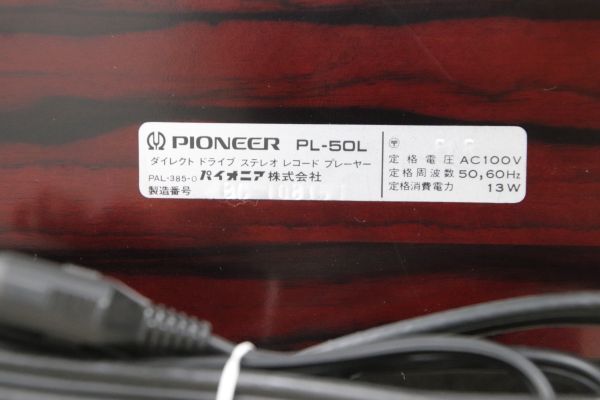 PIONEER PL-50L
ダイレクト ドライブ ステレオ レコード プレーヤー
PAL-385-0 パイオニア株式会社
製造番号
〒
定格電圧 AC100V
定格周波数 50,60Hz
定格消費電力 13W